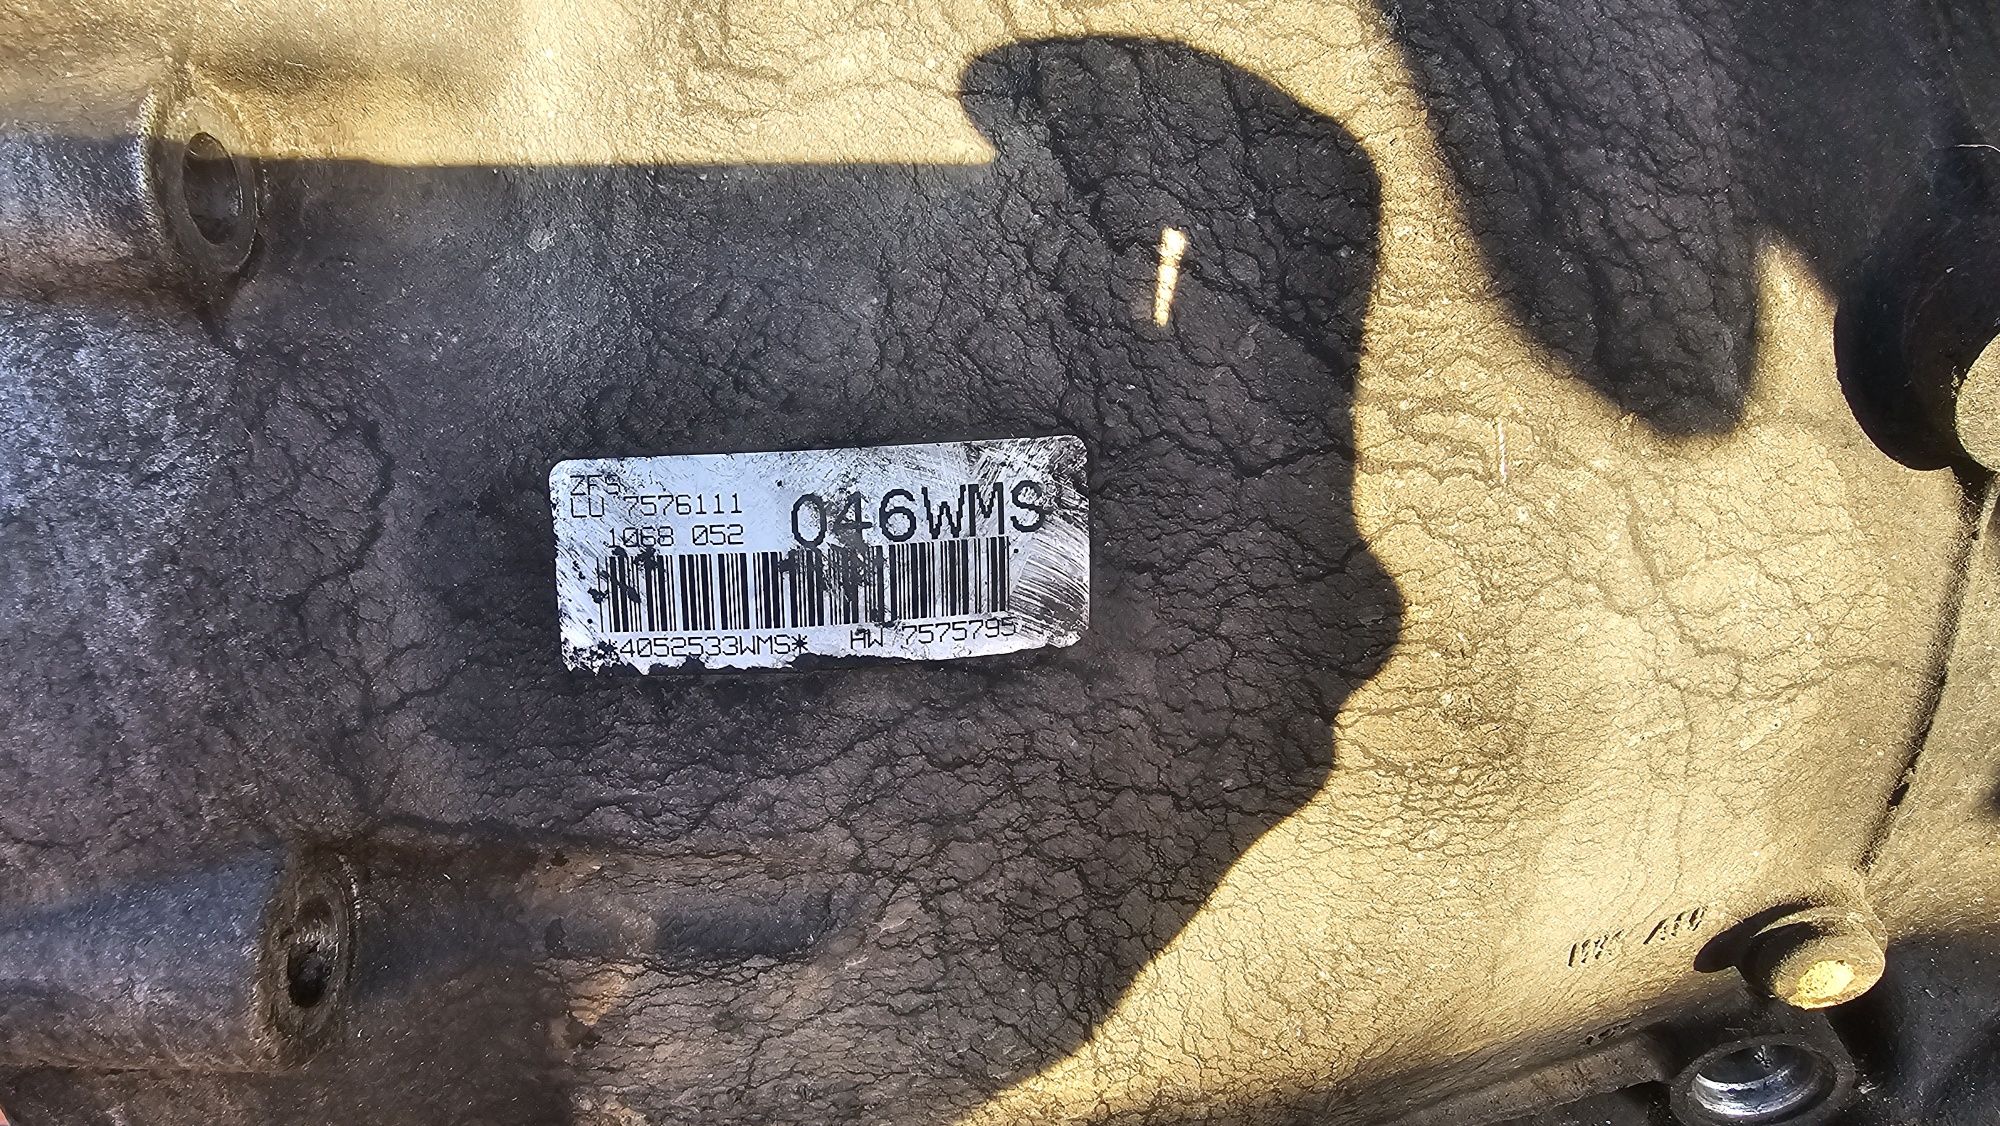 ZFS
LU 7576111
1068 052
046WMS
*4052533WMS* HW 7575795